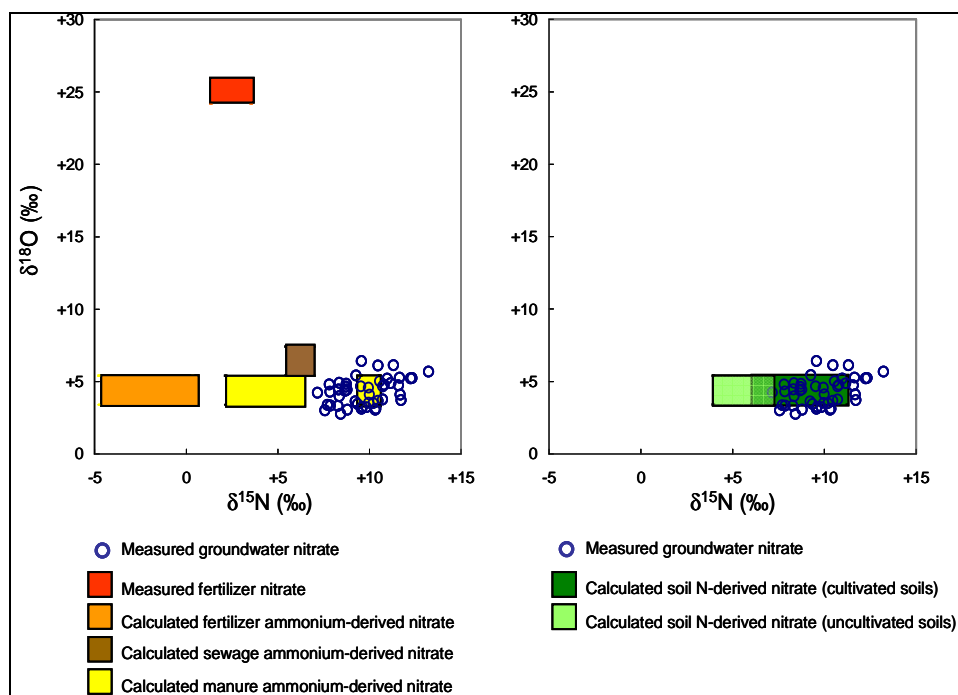 +30
+25
+20
+15
+10
+5
0
δ18O (‰)
-5 0 +5 +10 +15
δ15N (‰)
Measured groundwater nitrate
Measured fertilizer nitrate
Calculated fertilizer ammonium-derived nitrate
Calculated sewage ammonium-derived nitrate
Calculated manure ammonium-derived nitrate
+30
+25
+20
+15
+10
+5
0
-5 0 +5 +10 +15
δ15N (‰)
Measured groundwater nitrate
Calculated soil N-derived nitrate (cultivated soils)
Calculated soil N-derived nitrate (uncultivated soils)